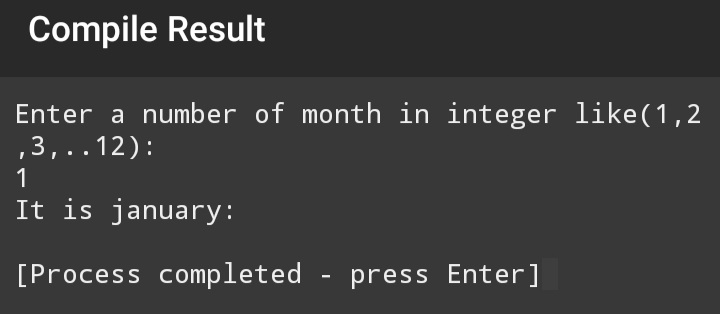 Compile Result
Enter a number of month in integer like(1,2
,3,..12):
1
It is january:
[Process completed - press Enter]